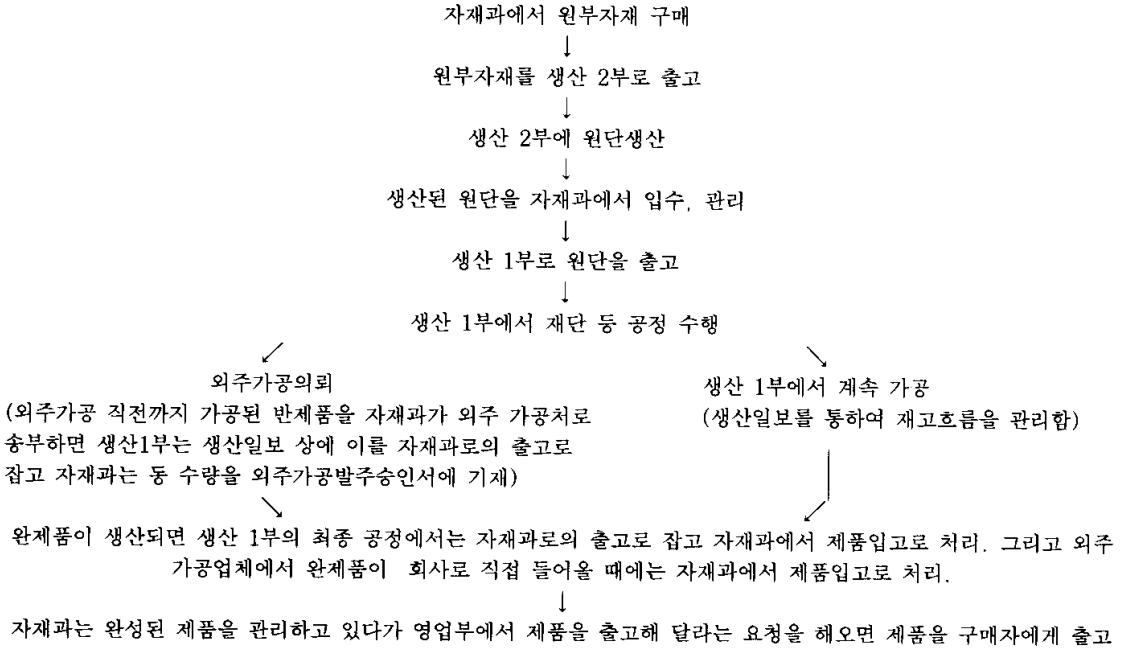 자재과에서 원부자재 구매
↓
원부자재를 생산 2부로 출고
↓
생산 2부에 원단생산
↓
생산된 원단을 자재과에서 입수, 관리
↓
생산 1부로 원단을 출고
↓
생산 1부에서 재단 등 공정 수행
↙ ↘
외주가공의뢰
(외주가공 직전까지 가공된 반제품을 자재과가 외주 가공처로
송부하면 생산1부는 생산일보 상에 이를 자재과로의 출고로
잡고 자재과는 동 수량을 외주가공발주승인서에 기재)
생산 1부에서 계속 가공
(생산일보를 통하여 재고흐름을 관리함)
↘ ↙
완제품이 생산되면 생산 1부의 최종 공정에서는 자재과로의 출고로 잡고 자재과에서 제품입고로 처리. 그리고 외주
가공업체에서 완제품이 회사로 직접 들어올 때에는 자재과에서 제품입고로 처리.
↓
자재과는 완성된 제품을 관리하고 있다가 영업부에서 제품을 출고해 달라는 요청을 해오면 제품을 구매자에게 출고